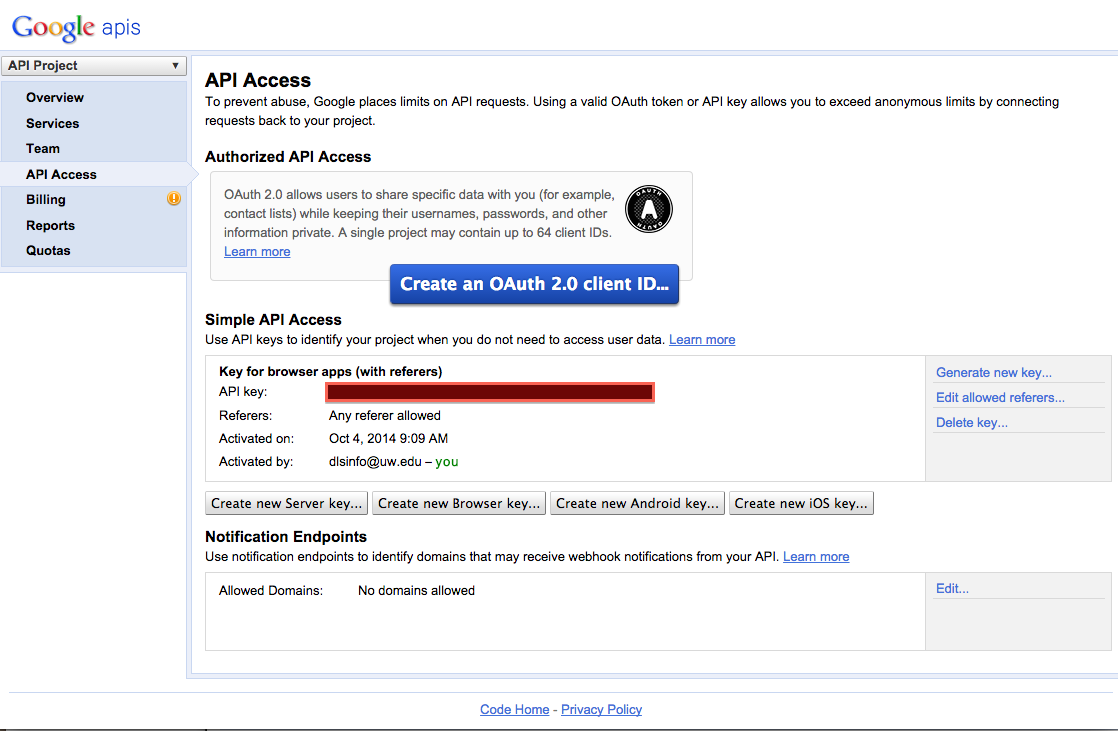 Google apis
API Project
Overview
Services
Team
API Access
Billing
Reports
Quotas
API Access
To prevent abuse, Google places limits on API requests. Using a valid OAuth token or API key allows you to exceed anonymous limits by connecting
requests back to your project.
Authorized API Access
OAuth 2.0 allows users to share specific data with you (for example,
contact lists) while keeping their usernames, passwords, and other
information private. A single project may contain up to 64 client IDs.
Learn more
OAUTH
A
OAUTH
Create an OAuth 2.0 client ID...
Simple API Access
Use API keys to identify your project when you do not need to access user data. Learn more
Key for browser apps (with referers)
API key:
Referers: Any referer allowed
Activated on: Oct 4, 2014 9:09 AM
Activated by: dlsinfo@uw.edu – you
Generate new key...
Edit allowed referers...
Delete key...
Create new Server key... Create new Browser key... Create new Android key... Create new iOS key...
Notification Endpoints
Use notification endpoints to identify domains that may receive webhook notifications from your API. Learn more
Allowed Domains: No domains allowed
Edit...
Code Home - Privacy Policy